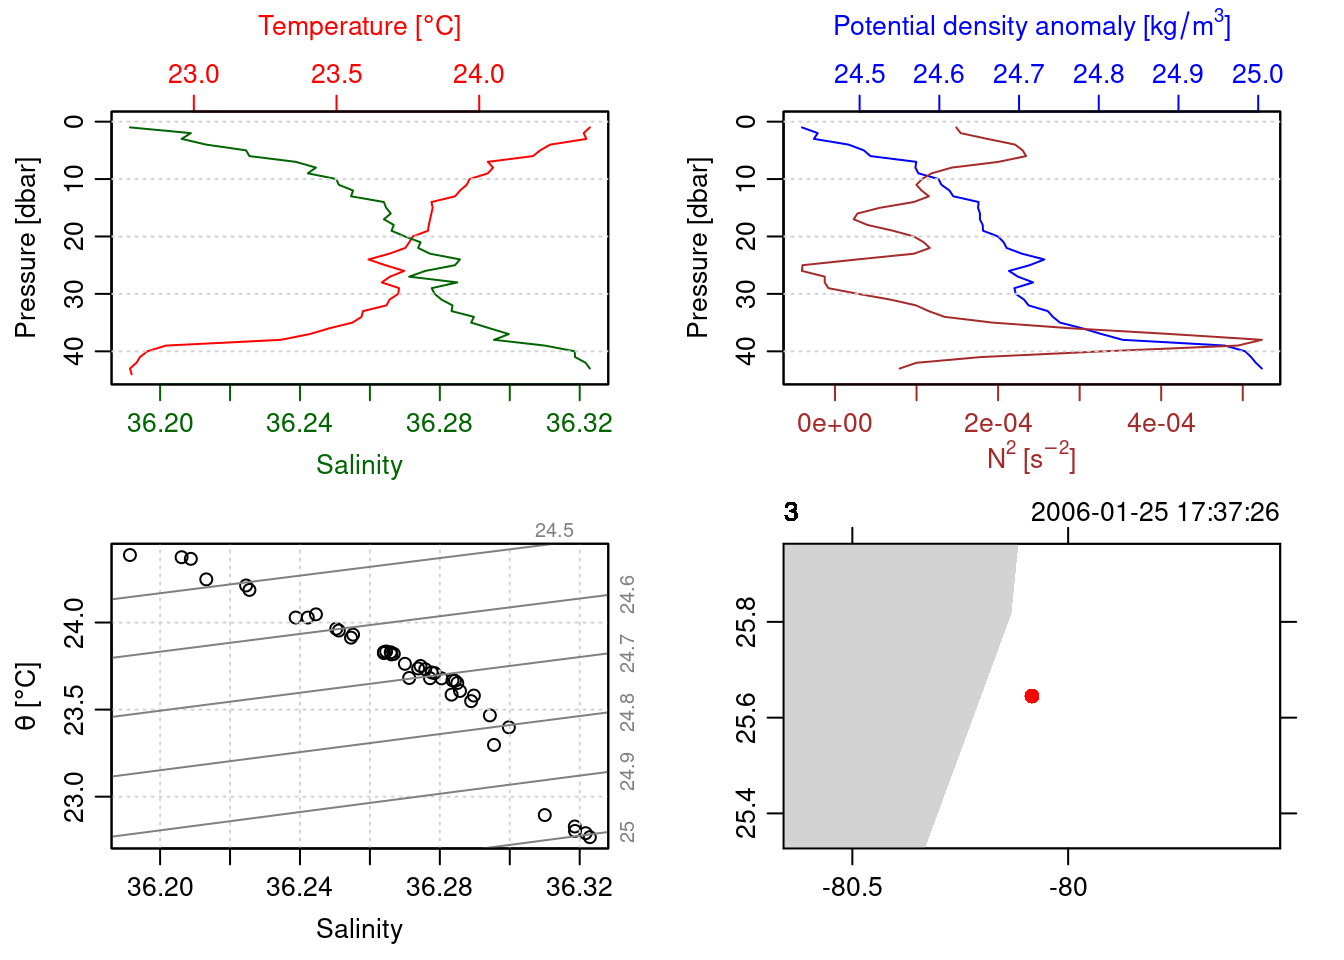 Temperature [°C]
23.0 23.5 24.0
Pressure [dbar]
0
10
20
30
40
36.20 36.24 36.28 36.32
Salinity
Potential density anomaly [kg/m³]
24.5 24.6 24.7 24.8 24.9 25.0
Pressure [dbar]
0
10
20
30
40
0e+00 2e-04 4e-04
N² [s⁻²]
24.5
24.6
24.7
24.8
24.9
25
θ [°C]
24.0
23.5
23.0
36.20 36.24 36.28 36.32
Salinity
3 2006-01-25 17:37:26
25.8
25.6
25.4
-80.5 -80